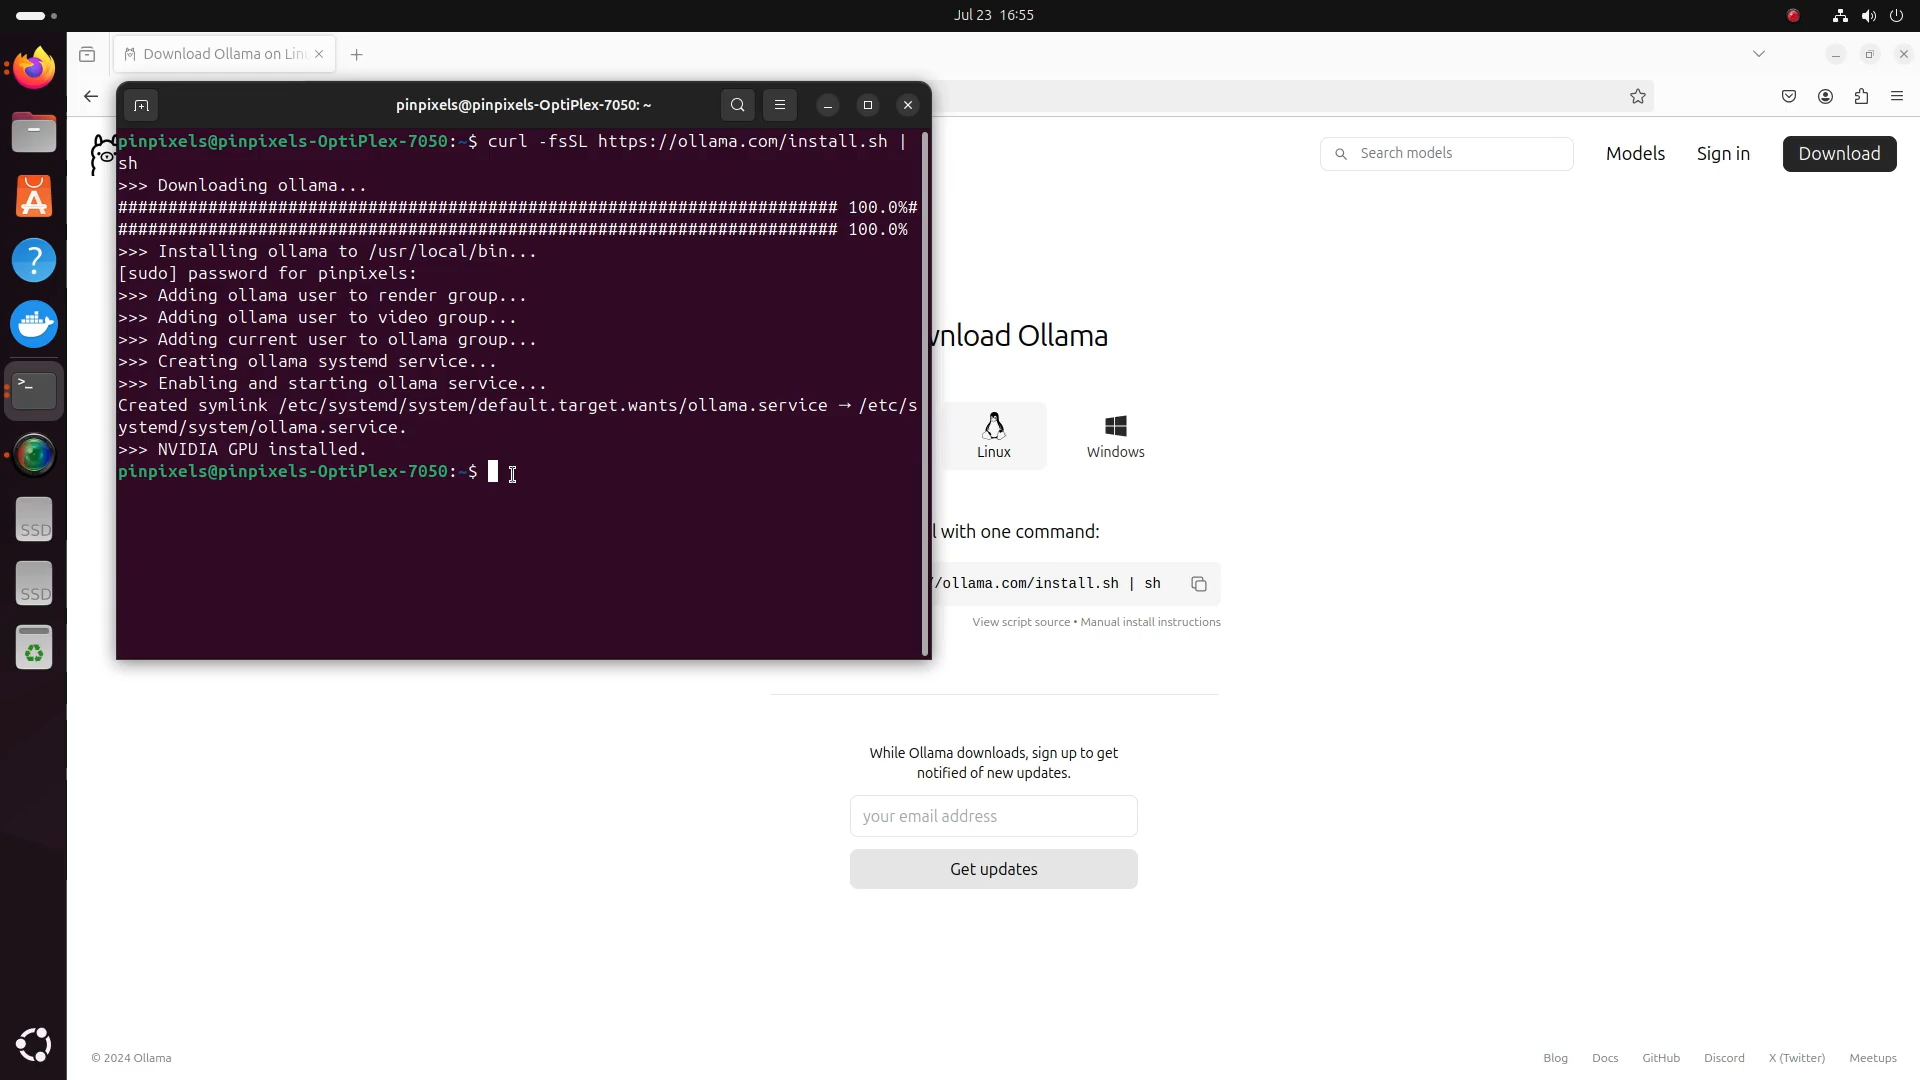 Jul 23 16:55
Download Ollama on Lin
pinpixels@pinpixels-OptiPlex-7050: ~
pinpixels@pinpixels-OptiPlex-7050:~$ curl -fsSL https://ollama.com/install.sh |
sh
>>> Downloading ollama...
######################################################################## 100.0%#
######################################################################## 100.0%
>>> Installing ollama to /usr/local/bin...
[sudo] password for pinpixels:
>>> Adding ollama user to render group...
>>> Adding ollama user to video group...
>>> Adding current user to ollama group...
>>> Creating ollama systemd service...
>>> Enabling and starting ollama service...
Created symlink /etc/systemd/system/default.target.wants/ollama.service → /etc/s
ystemd/system/ollama.service.
>>> NVIDIA GPU installed.
pinpixels@pinpixels-OptiPlex-7050:~$
Search models
Models
Sign in
Download
wnload Ollama
Linux
Windows
l with one command:
//ollama.com/install.sh | sh
View script source • Manual install instructions
While Ollama downloads, sign up to get
notified of new updates.
your email address
Get updates
SSD
SSD
© 2024 Ollama
Blog
Docs
GitHub
Discord
X (Twitter)
Meetups